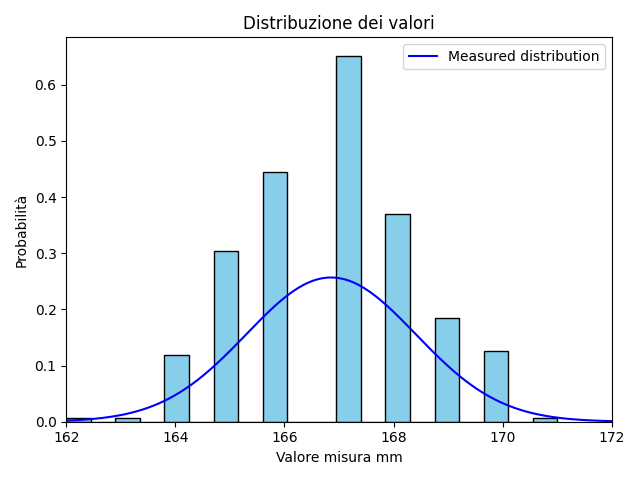 Distribuzione dei valori
Measured distribution
Probabilità
0.6
0.5
0.4
0.3
0.2
0.1
0.0
162 164 166 168 170 172
Valore misura mm